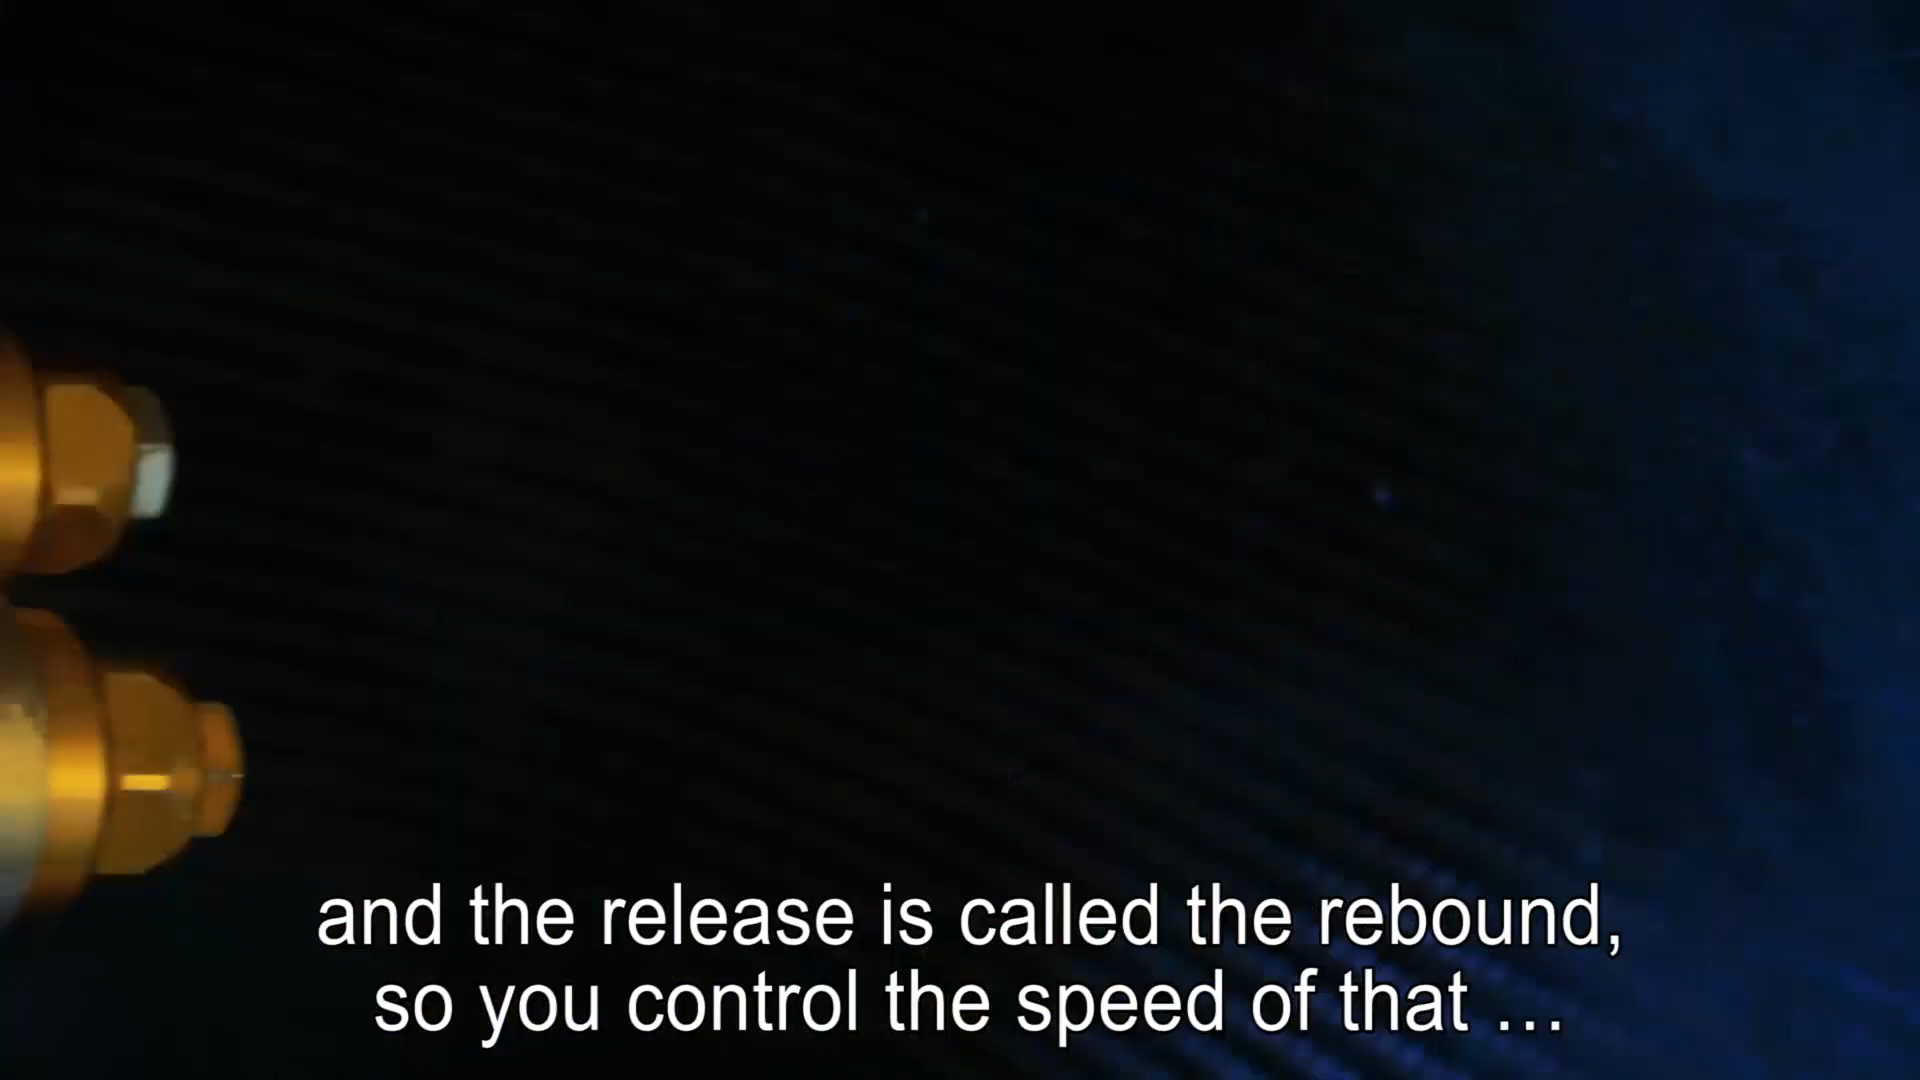 and the release is called the rebound,
so you control the speed of that …